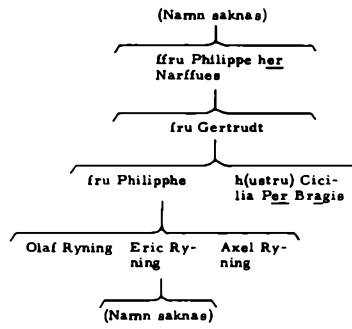 (Namn saknas)
ffru Philippe her
Narffues
fru Gertrudt
fru Philipphe
h(ustru) Cici-
lia Per Bragis
Olaf Ryning
Eric Ry-
ning
Axel Ry-
ning
(Namn saknas)